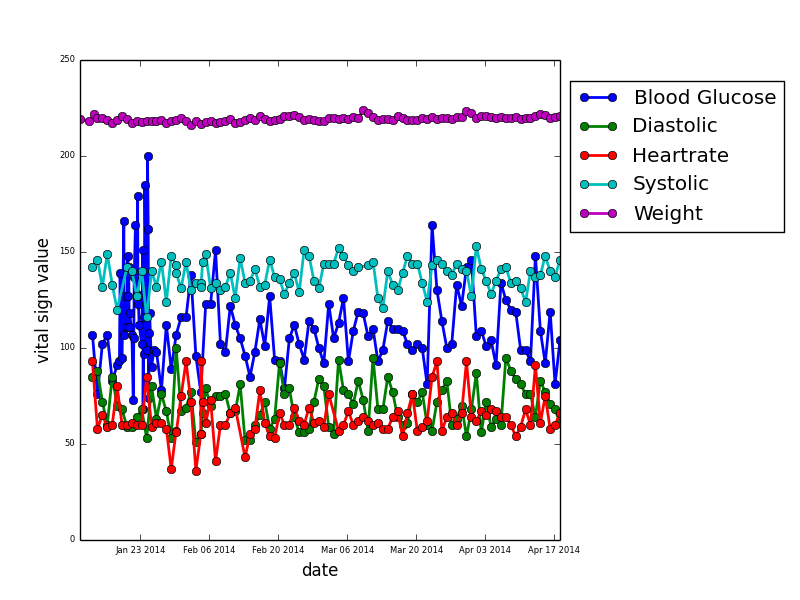 250
200
150
100
50
0
vital sign value
Jan 23 2014 Feb 06 2014 Feb 20 2014 Mar 06 2014 Mar 20 2014 Apr 03 2014 Apr 17 2014
date
Blood Glucose
Diastolic
Heartrate
Systolic
Weight